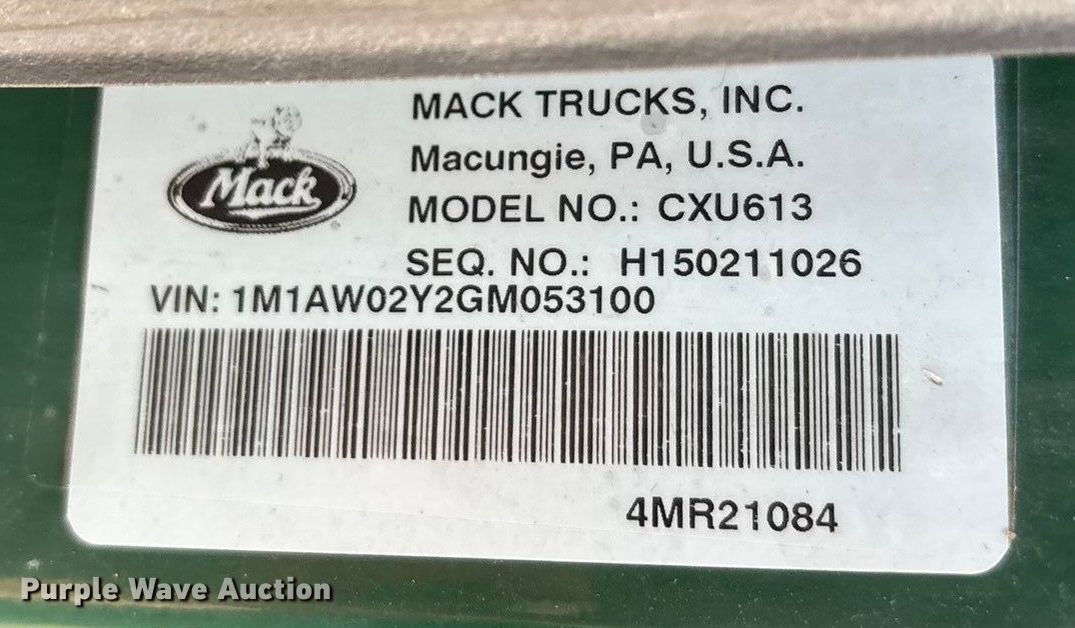 MACK TRUCKS, INC.
Macungie, PA, U.S.A.
MODEL NO.: CXU613
SEQ. NO.: H150211026
Mack
VIN: 1M1AW02Y2GM053100
4MR21084
Purple Wave Auction